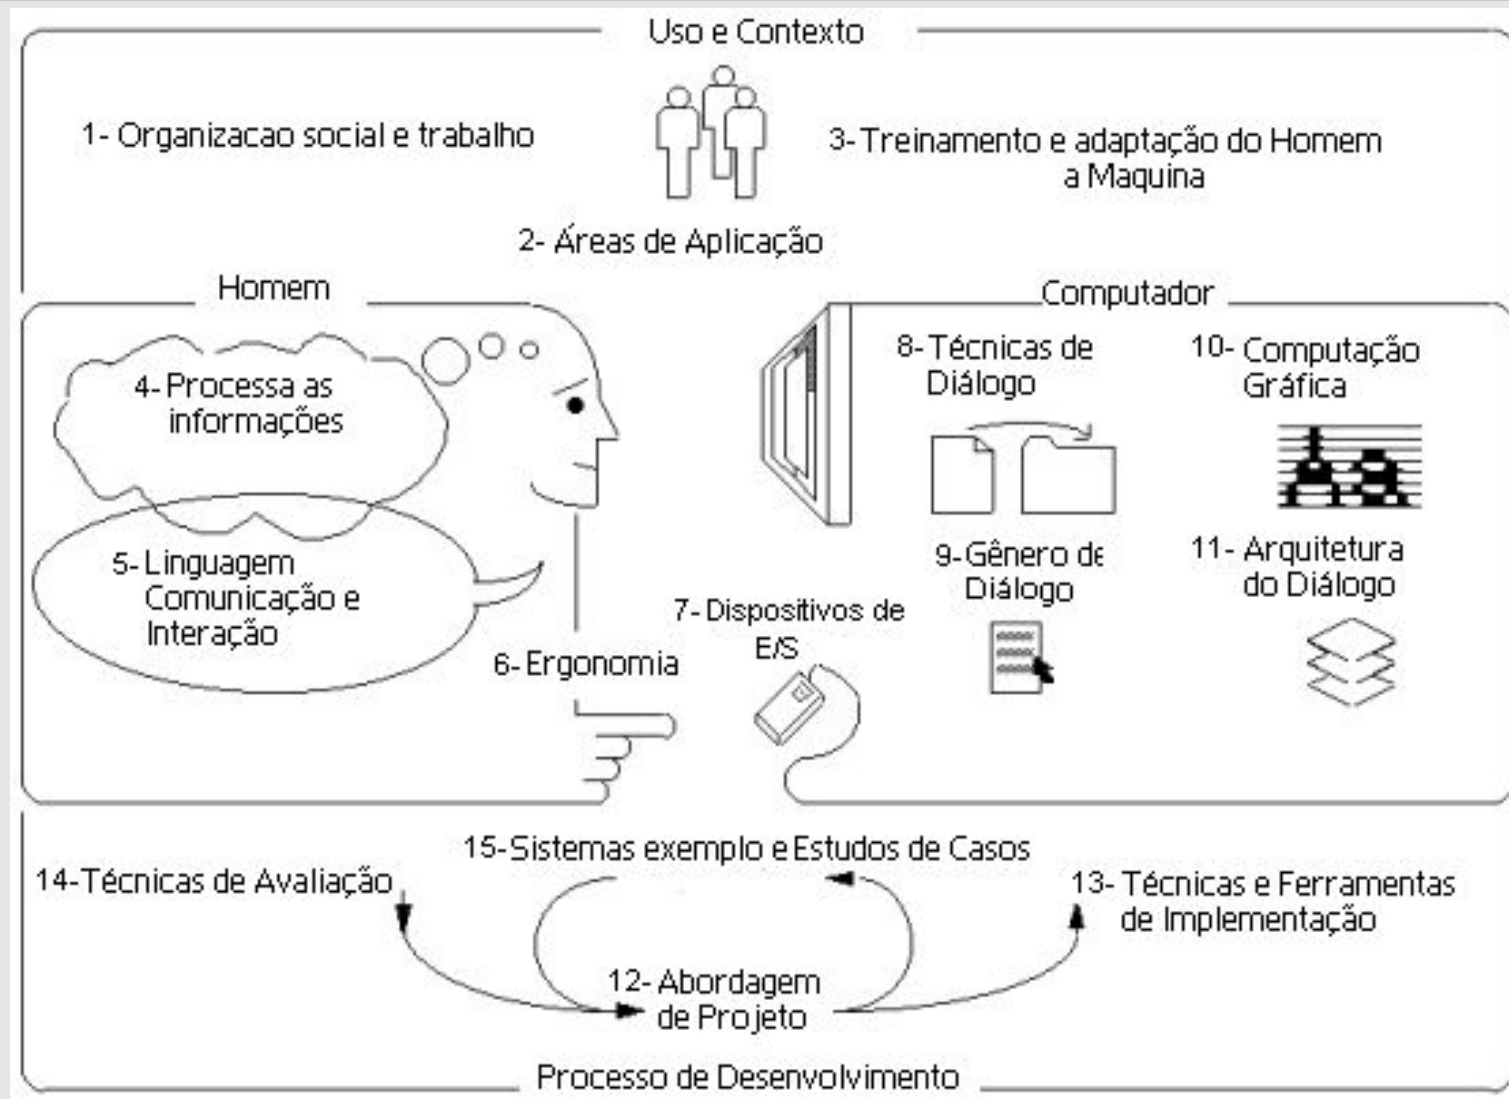 Uso e Contexto
1- Organizacao social e trabalho
3- Treinamento e adaptação do Homem
a Maquina
2- Áreas de Aplicação
Homem
Computador
4- Processa as
informações
5- Linguagem
Comunicação e
Interação
6- Ergonomia
7- Dispositivos de
E/S
8- Técnicas de
Diálogo
9- Gênero de
Diálogo
10- Computação
Gráfica
11- Arquitetura
do Diálogo
15- Sistemas exemplo e Estudos de Casos
14- Técnicas de Avaliação
13- Técnicas e Ferramentas
de Implementação
12- Abordagem
de Projeto
Processo de Desenvolvimento